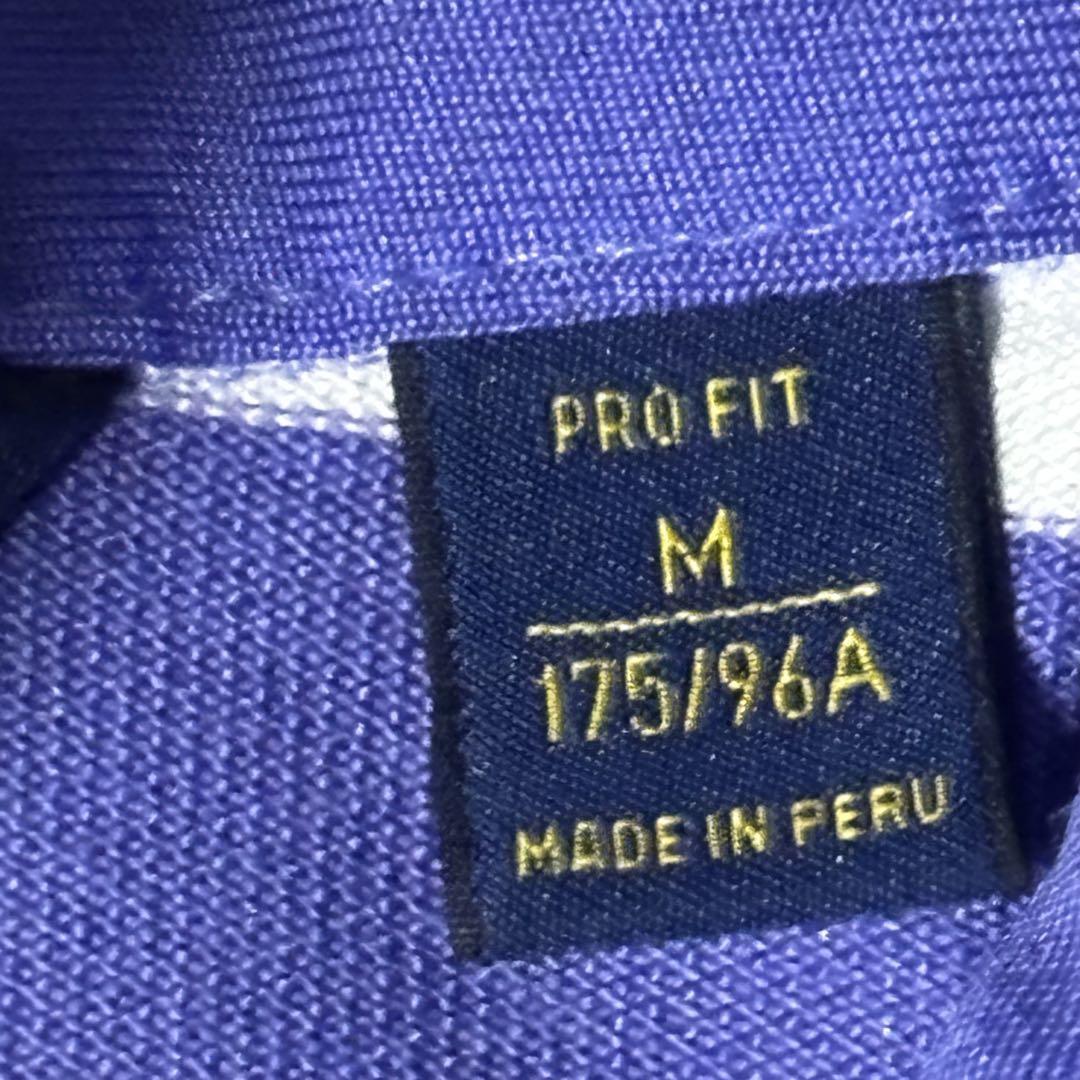 PRO FIT
M
175/96A
MADE IN PERU